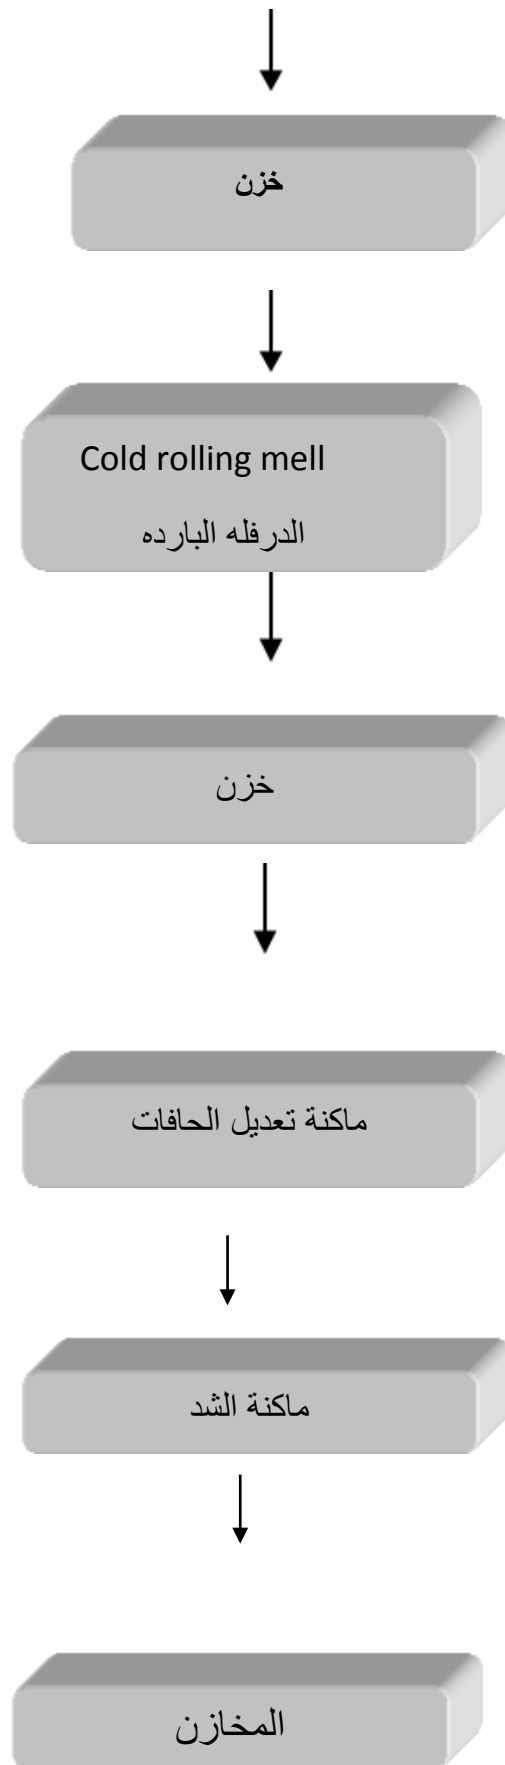 خزن
Cold rolling mell
الدرفله البارده
خزن
ماكنة تعديل الحافات
ماكنة الشد
المخازن